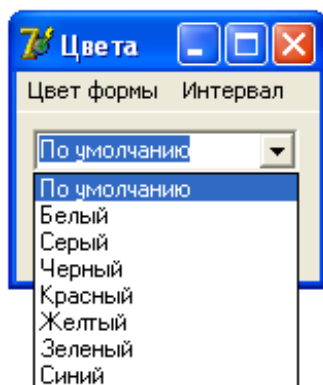 Цвета
Цвет формы Интервал
По умолчанию
По умолчанию
Белый
Серый
Черный
Красный
Желтый
Зеленый
Синий